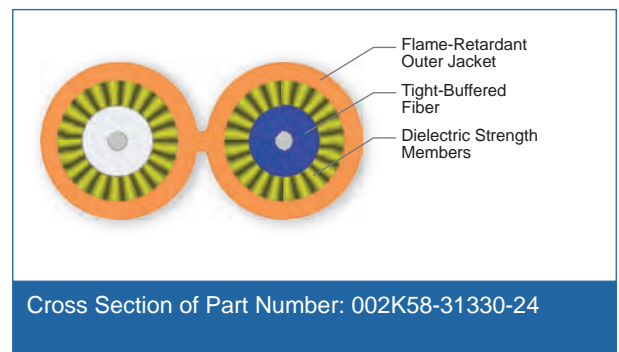 Flame-Retardant
Outer Jacket
Tight-Buffered
Fiber
Dielectric Strength
Members
Cross Section of Part Number: 002K58-31330-24